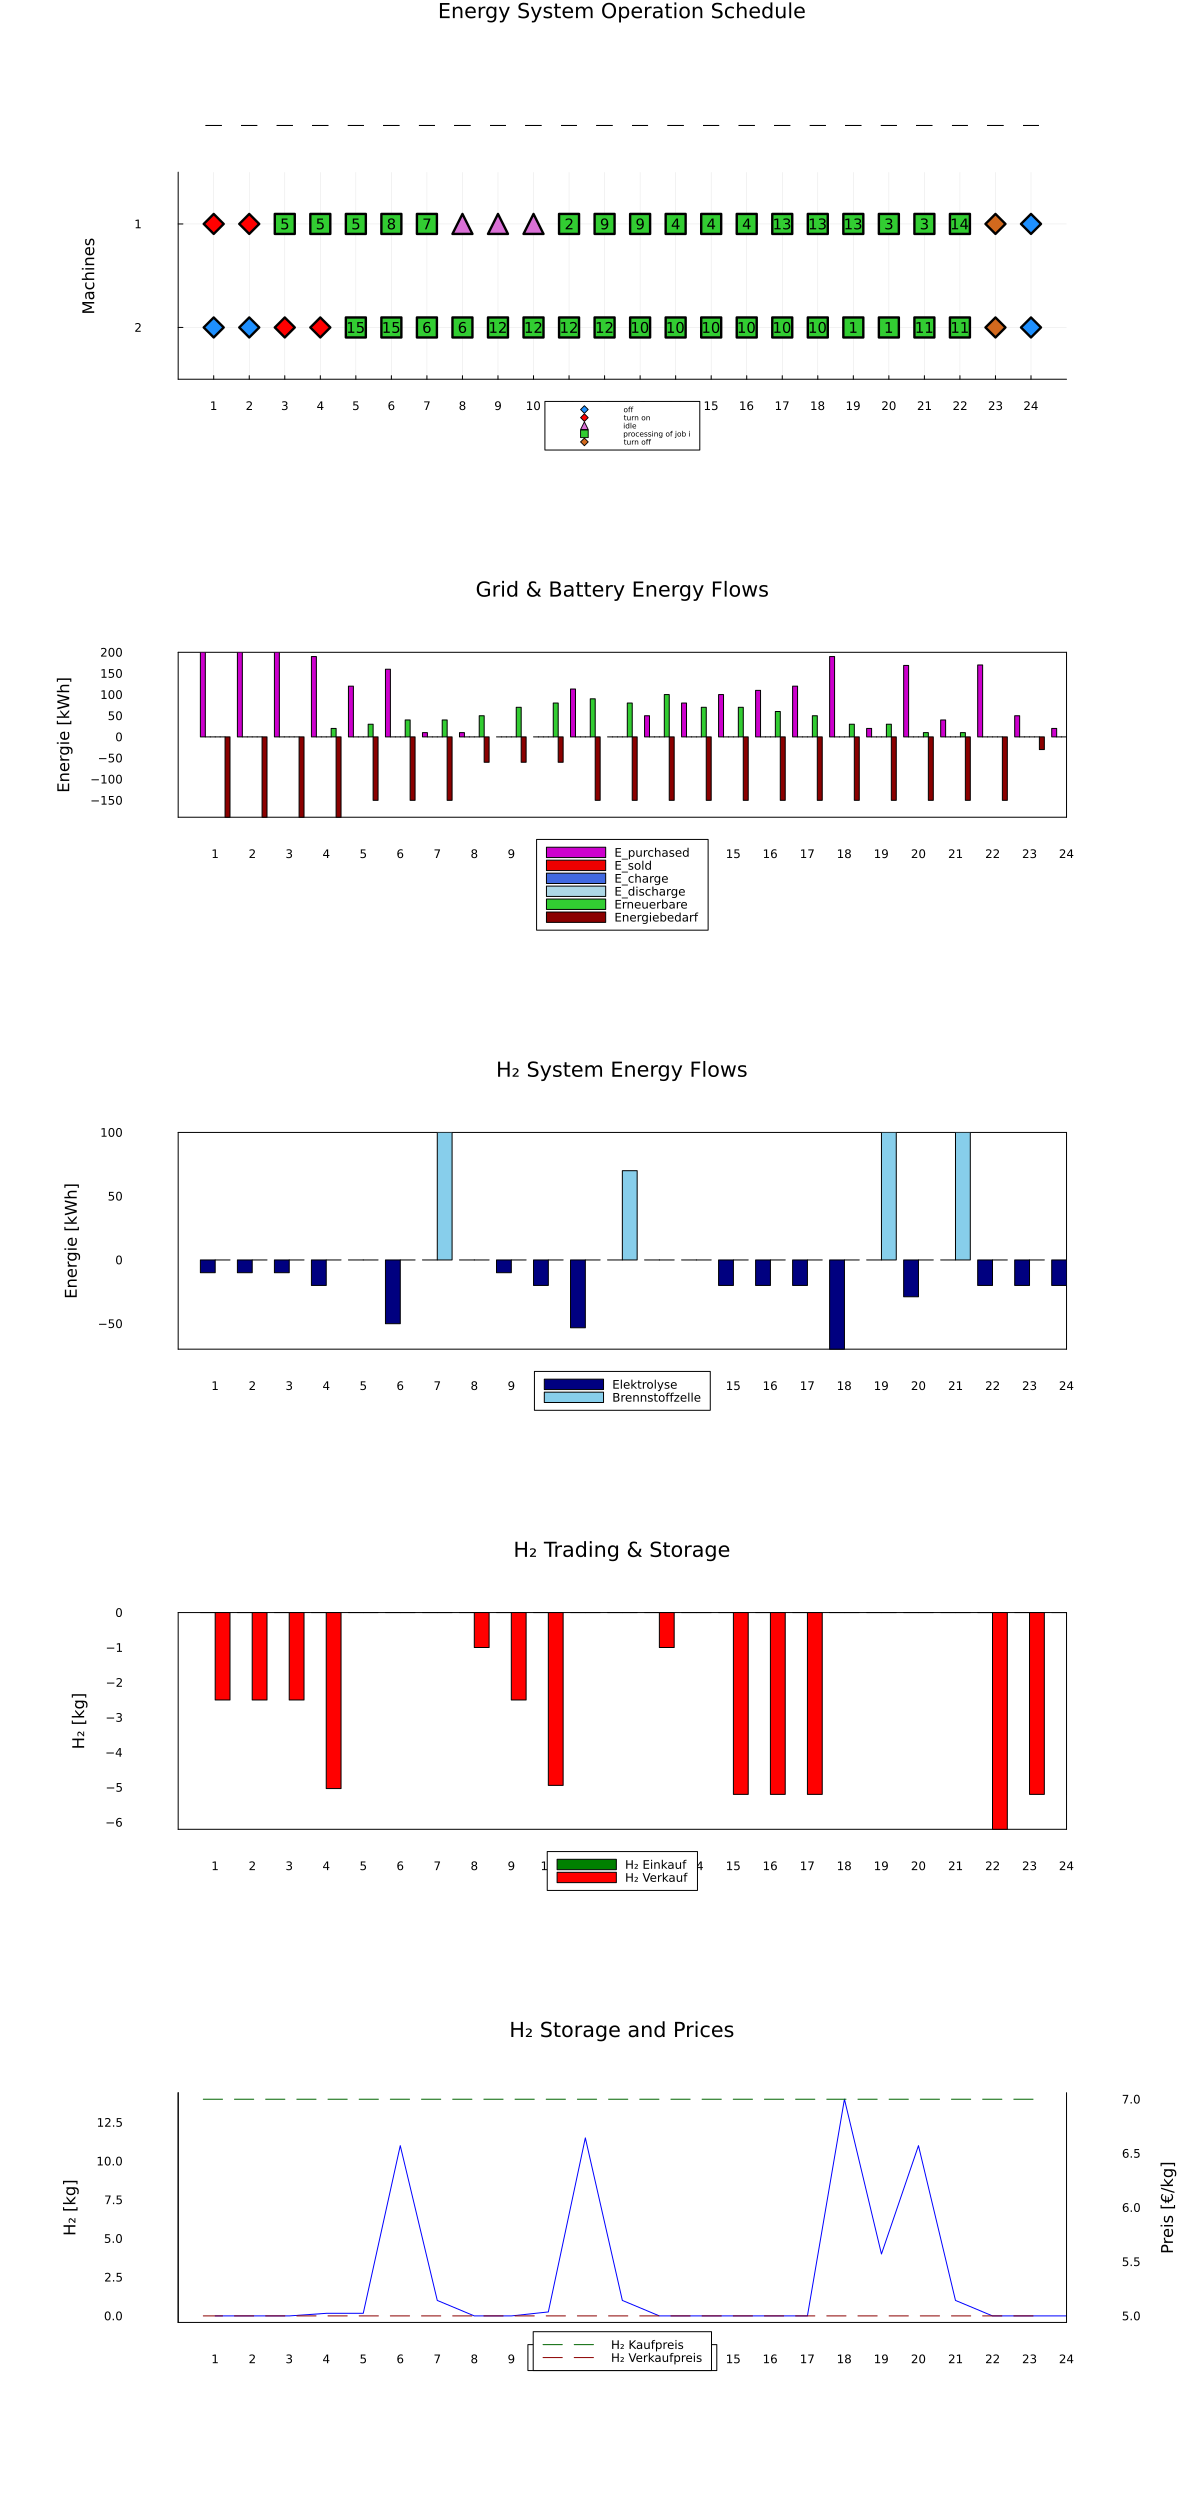 Energy System Operation Schedule
1 5 5 5 8 7 2 9 9 4 4 4 13 13 13 3 3 14
Machines
2 15 15 6 6 12 12 12 12 10 10 10 10 10 10 1 1 11 11
1 2 3 4 5 6 7 8 9 10 15 16 17 18 19 20 21 22 23 24
off
turn on
idle
processing of job i
turn off
Grid & Battery Energy Flows
200
150
100
50
0
−50
−100
−150
Energie [kWh]
1 2 3 4 5 6 7 8 9 15 16 17 18 19 20 21 22 23 24
E_purchased
E_sold
E_charge
E_discharge
Erneuerbare
Energiebedarf
H₂ System Energy Flows
100
50
0
−50
Energie [kWh]
1 2 3 4 5 6 7 8 9 15 16 17 18 19 20 21 22 23 24
Elektrolyse
Brennstoffzelle
H₂ Trading & Storage
0
−1
−2
−3
−4
−5
−6
H₂ [kg]
1 2 3 4 5 6 7 8 9 1 4 15 16 17 18 19 20 21 22 23 24
H₂ Einkauf
H₂ Verkauf
H₂ Storage and Prices
12.5
10.0
7.5
5.0
2.5
0.0
H₂ [kg]
7.0
6.5
6.0
5.5
5.0
Preis [€/kg]
1 2 3 4 5 6 7 8 9 15 16 17 18 19 20 21 22 23 24
H₂ Kaufpreis
H₂ Verkaufpreis